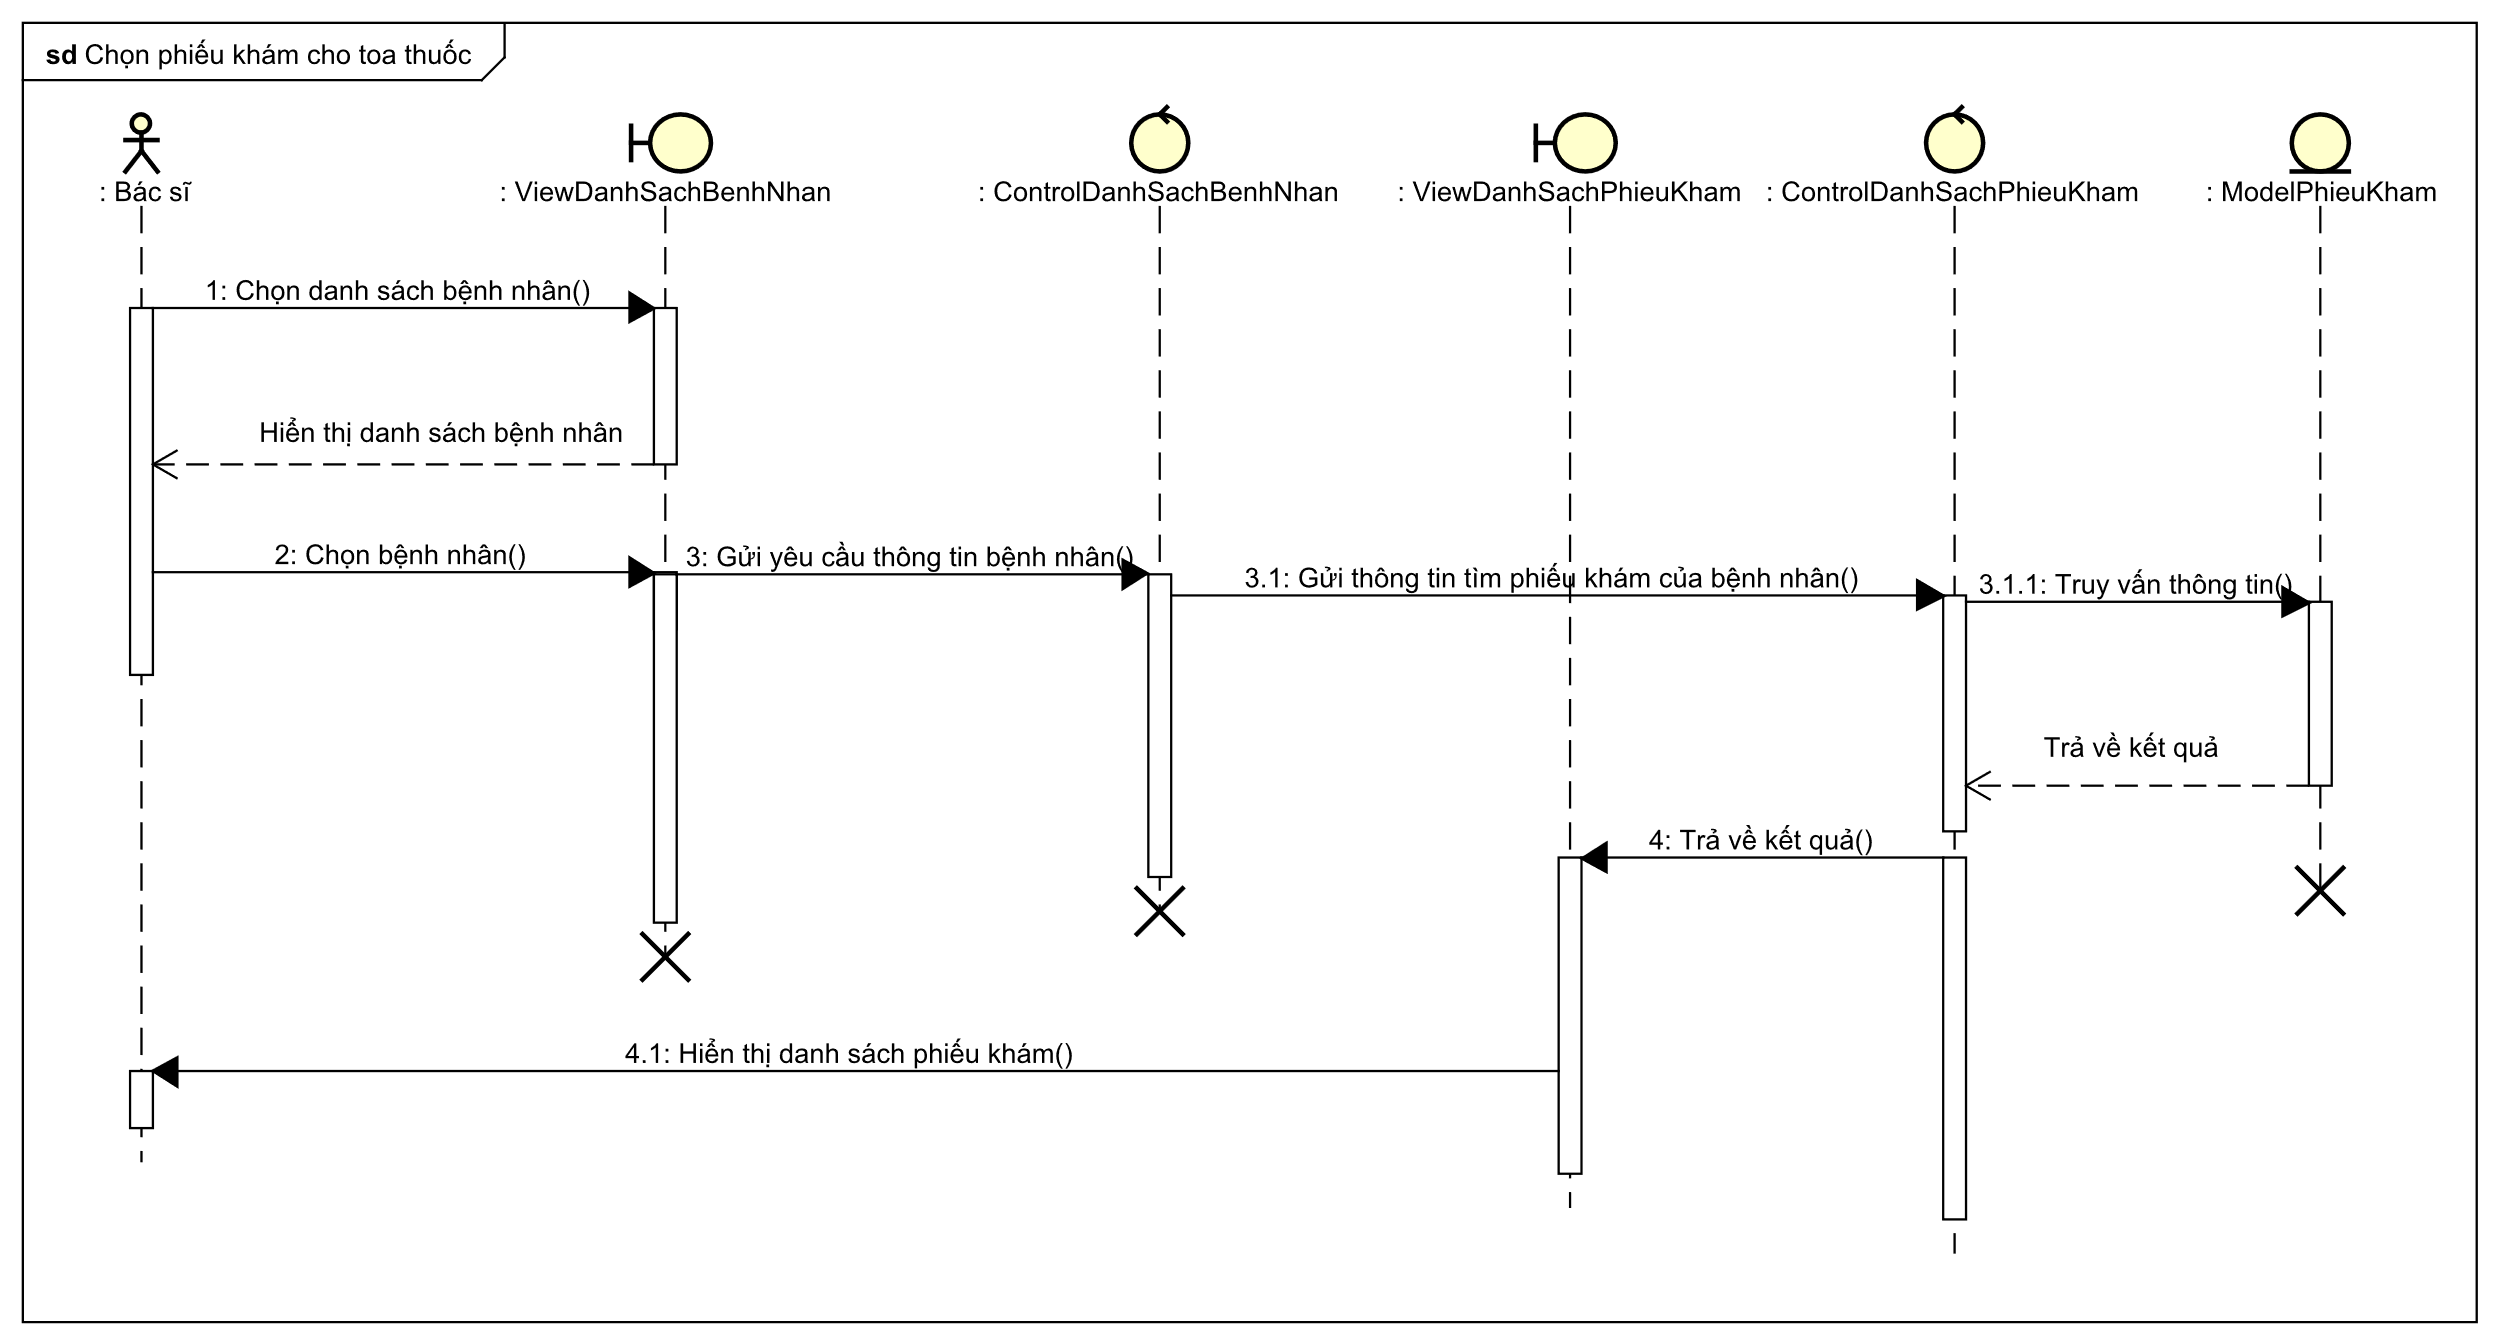 sd Chọn phiếu khám cho toa thuốc
: Bác sĩ
: ViewDanhSachBenhNhan
: ControlDanhSachBenhNhan
: ViewDanhSachPhieuKham
: ControlDanhSachPhieuKham
: ModelPhieuKham
1: Chọn danh sách bệnh nhân()
Hiển thị danh sách bệnh nhân
2: Chọn bệnh nhân()
3: Gửi yêu cầu thông tin bệnh nhân()
3.1: Gửi thông tin tìm phiếu khám của bệnh nhân()
3.1.1: Truy vấn thông tin()
Trả về kết quả
4: Trả về kết quả()
4.1: Hiển thị danh sách phiếu khám()